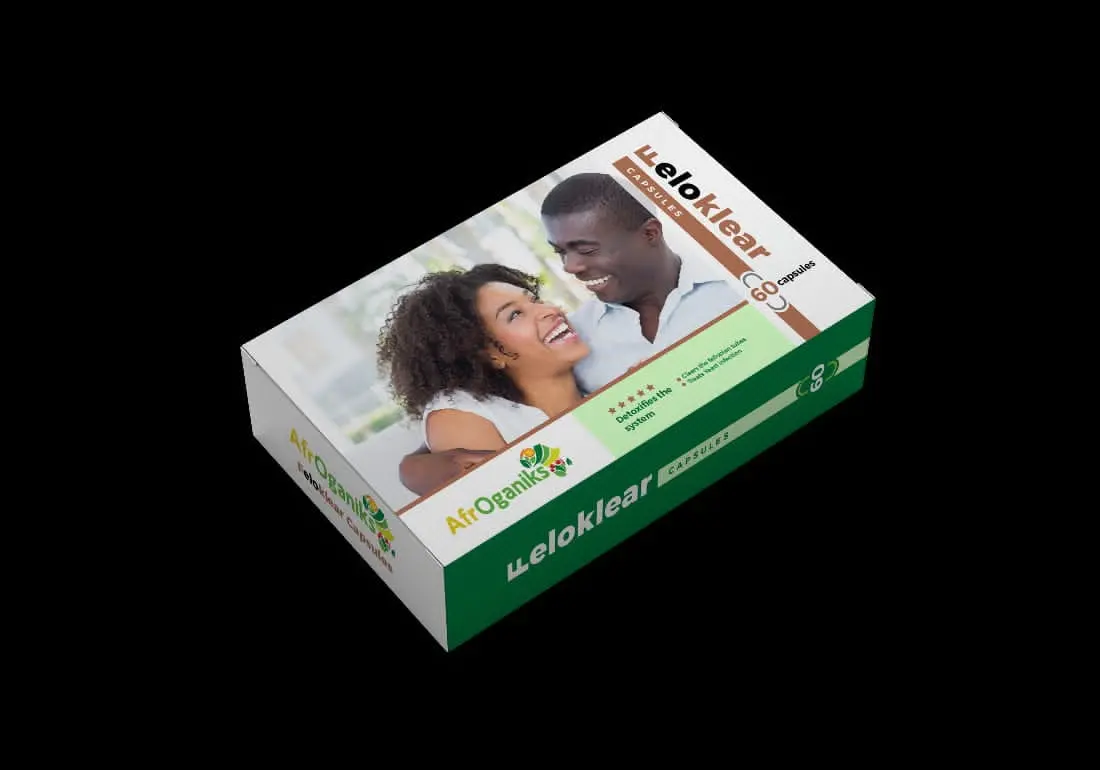 Feloklear
CAPSULES
60 capsules
★★★★★
Detoxifies the
system
• Clears the fallopian tubes
• Treats Yeast Infection
AfrOganiks
Feloklear CAPSULES
60
AfrOganiks
Feloklear Capsules